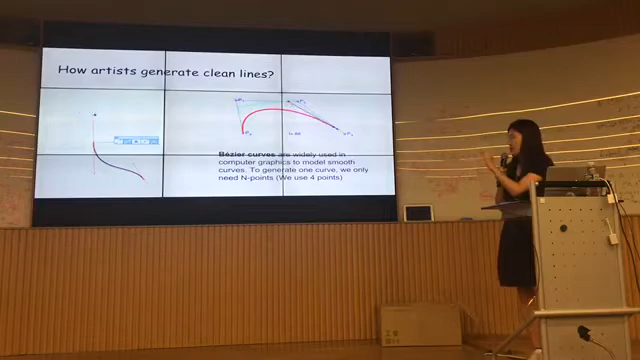 How artists generate clean lines?
Bézier curves are widely used in
computer graphics to model smooth
curves. To generate one curve, we only
need N-points (We use 4 points)